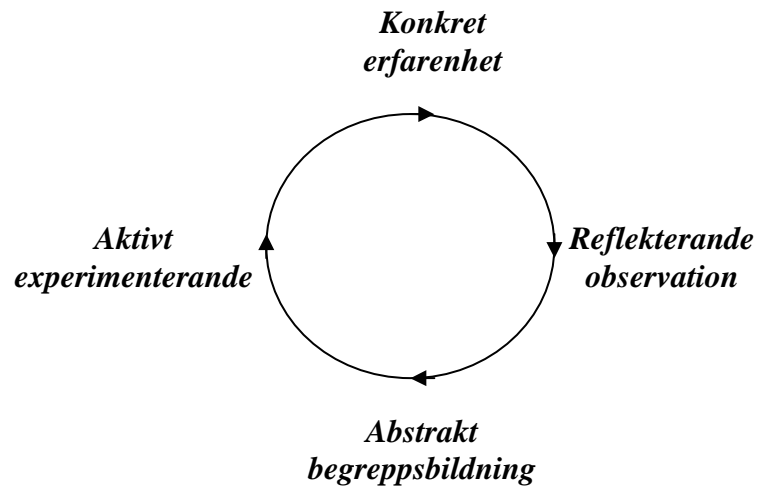 Konkret
erfarenhet
Reflekterande
observation
Abstrakt
begreppsbildning
Aktivt
experimenterande